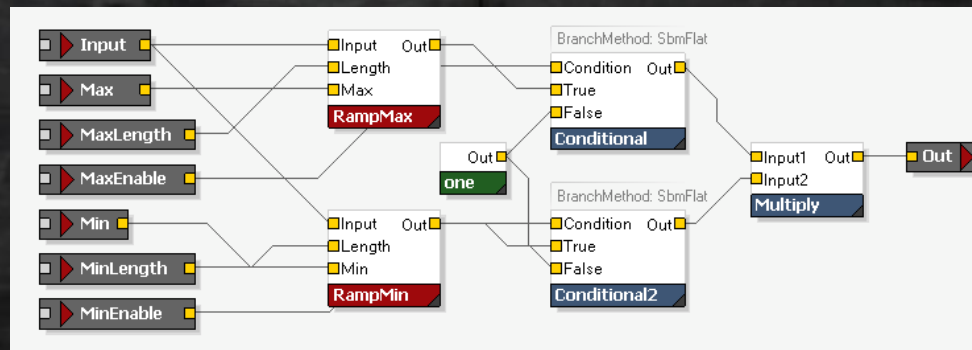 Input
Max
MaxLength
MaxEnable
Min
MinLength
MinEnable
Input Out
Length
Max
RampMax
Input Out
Length
Min
RampMin
Out
one
BranchMethod: SbmFlat
Condition Out
True
False
Conditional
BranchMethod: SbmFlat
Condition Out
True
False
Conditional2
Input1 Out
Input2
Multiply
Out